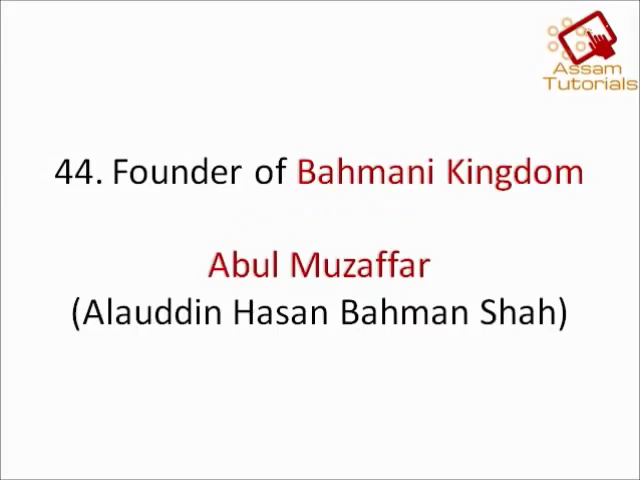 Assam
Tutorials
44. Founder of Bahmani Kingdom
Abul Muzaffar
(Alauddin Hasan Bahman Shah)